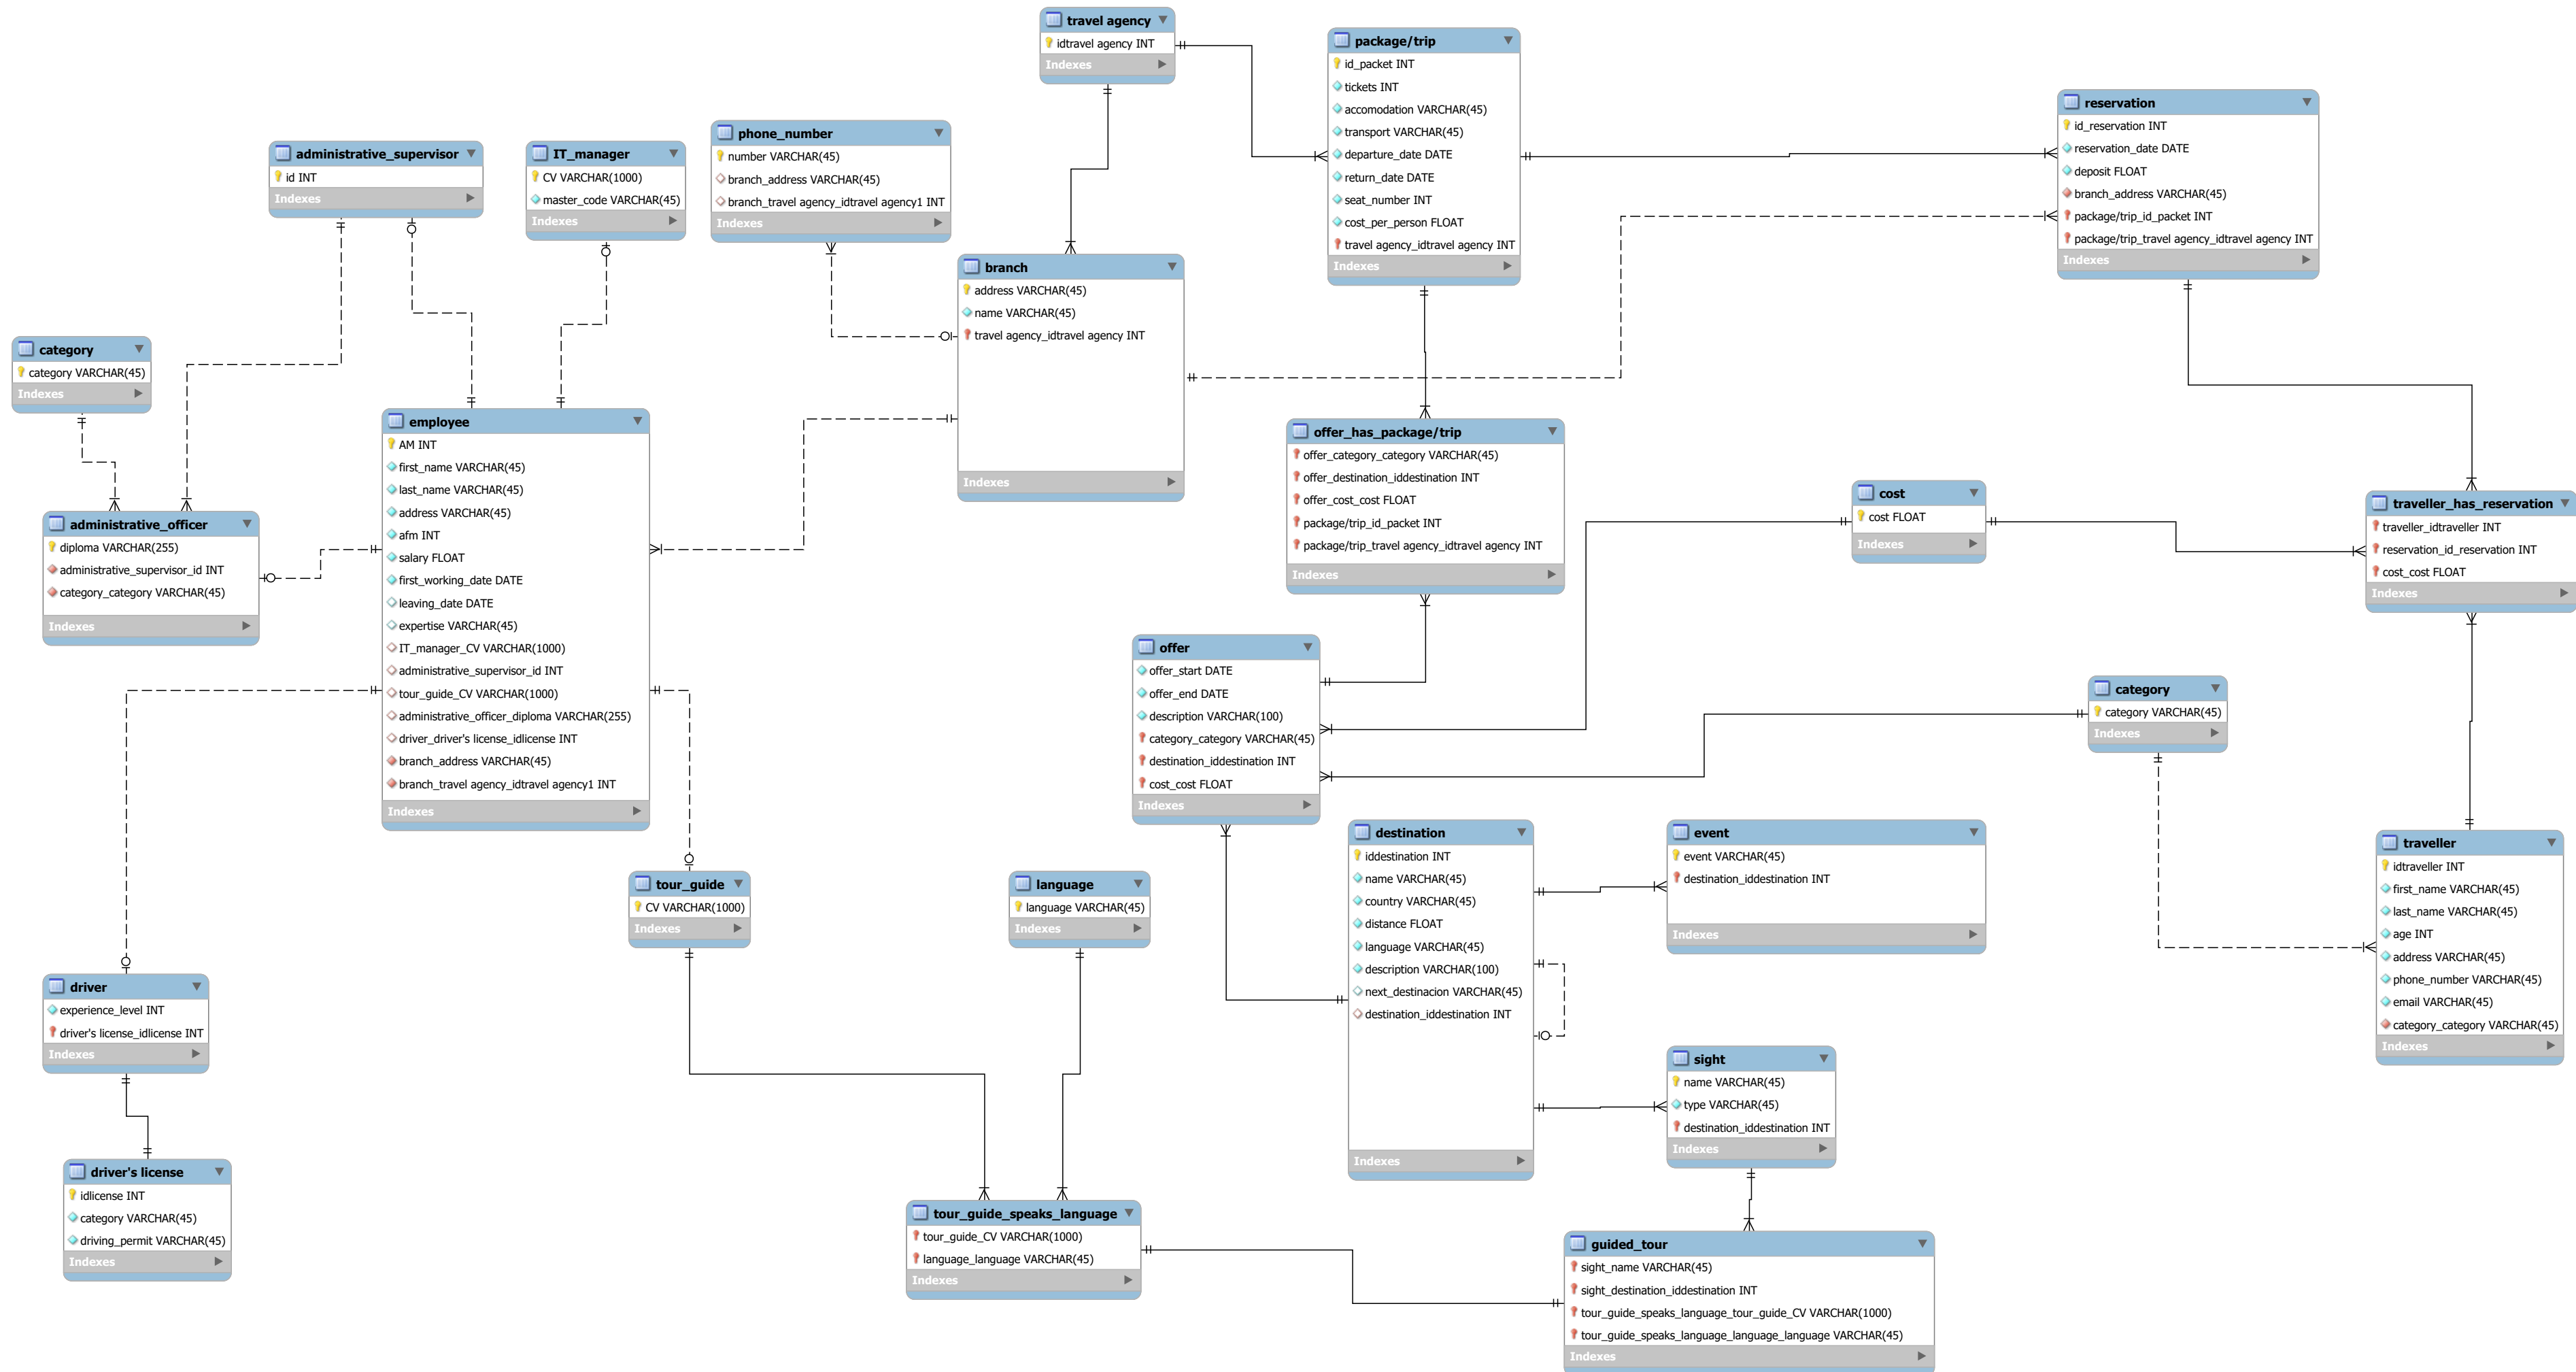 travel agency
idtravel agency INT
Indexes
package/trip
id_packet INT
tickets INT
accomodation VARCHAR(45)
transport VARCHAR(45)
departure_date DATE
return_date DATE
seat_number INT
cost_per_person FLOAT
travel agency_idtravel agency INT
Indexes
reservation
id_reservation INT
reservation_date DATE
deposit FLOAT
branch_address VARCHAR(45)
package/trip_id_packet INT
package/trip_travel agency_idtravel agency INT
Indexes
administrative_supervisor
id INT
Indexes
IT_manager
CV VARCHAR(1000)
master_code VARCHAR(45)
Indexes
phone_number
number VARCHAR(45)
branch_address VARCHAR(45)
branch_travel agency_idtravel agency1 INT
Indexes
branch
address VARCHAR(45)
name VARCHAR(45)
travel agency_idtravel agency INT
Indexes
category
category VARCHAR(45)
Indexes
employee
AM INT
first_name VARCHAR(45)
last_name VARCHAR(45)
address VARCHAR(45)
afm INT
salary FLOAT
first_working_date DATE
leaving_date DATE
expertise VARCHAR(45)
IT_manager_CV VARCHAR(1000)
administrative_supervisor_id INT
tour_guide_CV VARCHAR(1000)
administrative_officer_diploma VARCHAR(255)
driver_driver's license_idlicense INT
branch_address VARCHAR(45)
branch_travel agency_idtravel agency1 INT
Indexes
administrative_officer
diploma VARCHAR(255)
administrative_supervisor_id INT
category_category VARCHAR(45)
Indexes
offer_has_package/trip
offer_category_category VARCHAR(45)
offer_destination_iddestination INT
offer_cost_cost FLOAT
package/trip_id_packet INT
package/trip_travel agency_idtravel agency INT
Indexes
cost
cost FLOAT
Indexes
traveller_has_reservation
traveller_idtraveller INT
reservation_id_reservation INT
cost_cost FLOAT
Indexes
offer
offer_start DATE
offer_end DATE
description VARCHAR(100)
category_category VARCHAR(45)
destination_iddestination INT
cost_cost FLOAT
Indexes
category
category VARCHAR(45)
Indexes
destination
iddestination INT
name VARCHAR(45)
country VARCHAR(45)
distance FLOAT
language VARCHAR(45)
description VARCHAR(100)
next_destinacion VARCHAR(45)
destination_iddestination INT
Indexes
event
event VARCHAR(45)
destination_iddestination INT
Indexes
traveller
idtraveller INT
first_name VARCHAR(45)
last_name VARCHAR(45)
age INT
address VARCHAR(45)
phone_number VARCHAR(45)
email VARCHAR(45)
category_category VARCHAR(45)
Indexes
tour_guide
CV VARCHAR(1000)
Indexes
language
language VARCHAR(45)
Indexes
driver
experience_level INT
driver's license_idlicense INT
Indexes
sight
name VARCHAR(45)
type VARCHAR(45)
destination_iddestination INT
Indexes
driver's license
idlicense INT
category VARCHAR(45)
driving_permit VARCHAR(45)
Indexes
tour_guide_speaks_language
tour_guide_CV VARCHAR(1000)
language_language VARCHAR(45)
Indexes
guided_tour
sight_name VARCHAR(45)
sight_destination_iddestination INT
tour_guide_speaks_language_tour_guide_CV VARCHAR(1000)
tour_guide_speaks_language_language_language VARCHAR(45)
Indexes